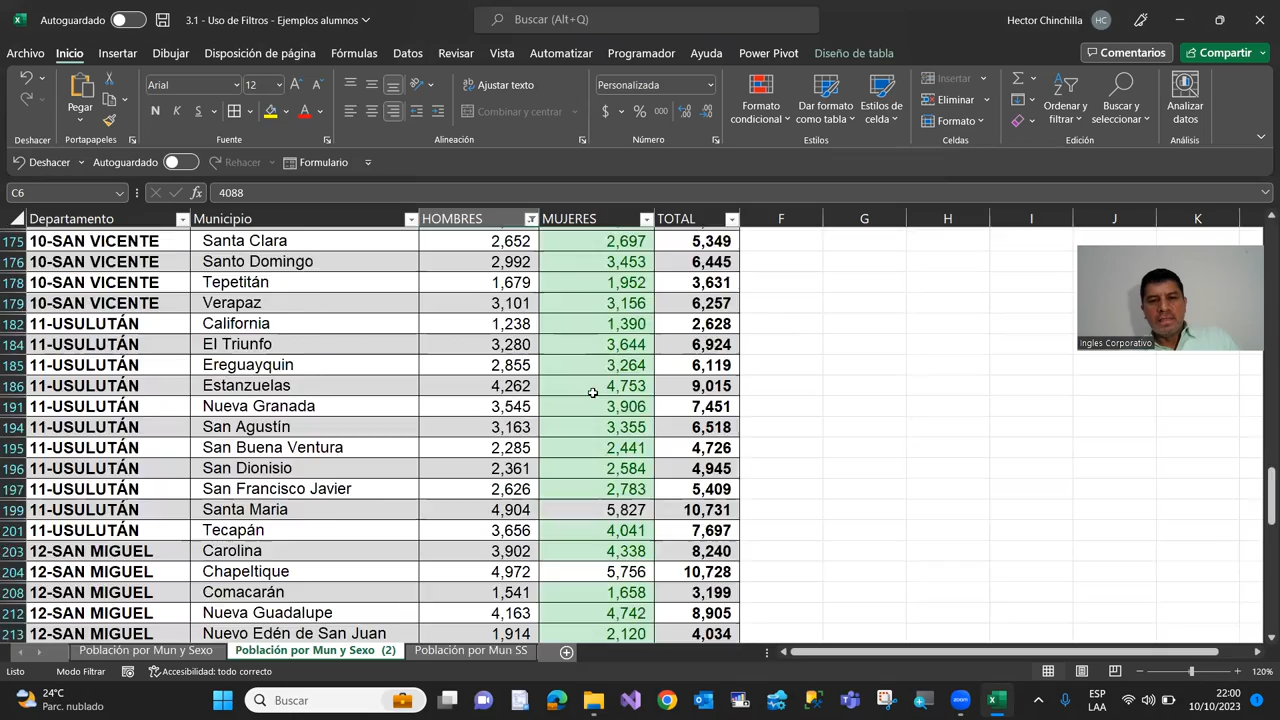 Autoguardado
3.1 - Uso de Filtros - Ejemplos alumnos
Buscar (Alt+Q)
Hector Chinchilla
HC
Archivo Inicio Insertar Dibujar Disposición de página Fórmulas Datos Revisar Vista Automatizar Programador Ayuda Power Pivot Diseño de tabla
Comentarios Compartir
Pegar
Arial 12
N K S
Ajustar texto
Combinar y centrar
Personalizada
$ % 000
Formato condicional
Dar formato como tabla
Estilos de celda
Insertar
Eliminar
Formato
Ordenar y filtrar
Buscar y seleccionar
Analizar datos
Deshacer Portapapeles Fuente Alineación Número Estilos Celdas Edición Análisis
Deshacer Autoguardado Rehacer Formulario
C6 fx 4088
Departamento Municipio HOMBRES MUJERES TOTAL F G H I J K
175 10-SAN VICENTE Santa Clara 2,652 2,697 5,349
176 10-SAN VICENTE Santo Domingo 2,992 3,453 6,445
178 10-SAN VICENTE Tepetitán 1,679 1,952 3,631
179 10-SAN VICENTE Verapaz 3,101 3,156 6,257
182 11-USULUTÁN California 1,238 1,390 2,628
184 11-USULUTÁN El Triunfo 3,280 3,644 6,924
185 11-USULUTÁN Ereguayquin 2,855 3,264 6,119
186 11-USULUTÁN Estanzuelas 4,262 4,753 9,015
191 11-USULUTÁN Nueva Granada 3,545 3,906 7,451
194 11-USULUTÁN San Agustín 3,163 3,355 6,518
195 11-USULUTÁN San Buena Ventura 2,285 2,441 4,726
196 11-USULUTÁN San Dionisio 2,361 2,584 4,945
197 11-USULUTÁN San Francisco Javier 2,626 2,783 5,409
199 11-USULUTÁN Santa Maria 4,904 5,827 10,731
201 11-USULUTÁN Tecapán 3,656 4,041 7,697
203 12-SAN MIGUEL Carolina 3,902 4,338 8,240
204 12-SAN MIGUEL Chapeltique 4,972 5,756 10,728
208 12-SAN MIGUEL Comacarán 1,541 1,658 3,199
212 12-SAN MIGUEL Nueva Guadalupe 4,163 4,742 8,905
213 12-SAN MIGUEL Nuevo Edén de San Juan 1,914 2,120 4,034
Ingles Corporativo
Población por Mun y Sexo Población por Mun y Sexo (2) Población por Mun SS
Listo Modo Filtrar Accesibilidad: todo correcto 120%
24°C
Parc. nublado
Buscar
ESP
LAA
22:00
10/10/2023